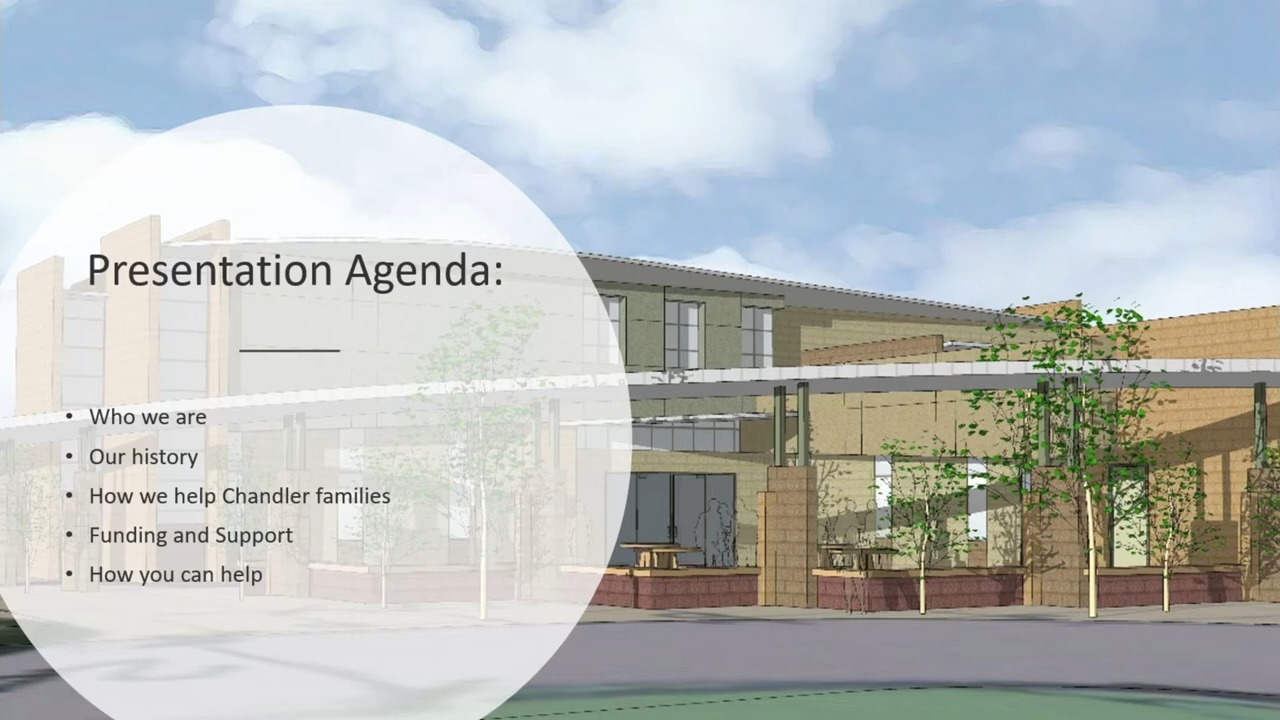 Presentation Agenda:
• Who we are
• Our history
• How we help Chandler families
• Funding and Support
• How you can help